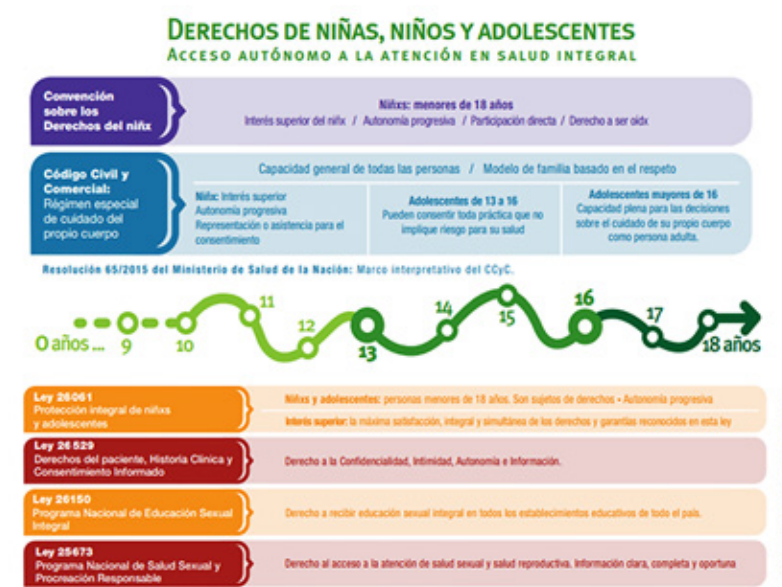 DERECHOS DE NIÑAS, NIÑOS Y ADOLESCENTES
ACCESO AUTÓNOMO A LA ATENCIÓN EN SALUD INTEGRAL
Convención
sobre los
Derechos del niñx
Niñxs: menores de 18 años
Interés superior del niñx / Autonomía progresiva / Participación directa / Derecho a ser oidx
Código Civil y
Comercial:
Régimen especial
de cuidado del
propio cuerpo
Capacidad general de todas las personas / Modelo de familia basado en el respeto
Niñx: Interés superior
Autonomía progresiva
Representación o asistencia para el
consentimiento
Adolescentes de 13 a 16
Pueden consentir toda práctica que no
implique riesgo para su salud
Adolescentes mayores de 16
Capacidad plena para las decisiones
sobre el cuidado de su propio cuerpo
como persona adulta.
Resolución 65/2015 del Ministerio de Salud de la Nación: Marco interpretativo del CCyC.
0 años... 9
10
11
12
13
14
15
16
17
18 años
Ley 26061
Protección integral de niñxs
y adolescentes
Niñxs y adolescentes: personas menores de 18 años. Son sujetos de derechos - Autonomía progresiva
Interés superior: la máxima satisfacción, integral y simultánea de los derechos y garantías reconocidos en esta ley
Ley 26529
Derechos del paciente, Historia Clínica y
Consentimiento Informado
Derecho a la Confidencialidad, Intimidad, Autonomía e Información.
Ley 26150
Programa Nacional de Educación Sexual
Integral
Derecho a recibir educación sexual integral en todos los establecimientos educativos de todo el país.
Ley 25673
Programa Nacional de Salud Sexual y
Procreación Responsable
Derecho al acceso a la atención de salud sexual y salud reproductiva. Información clara, completa y oportuna